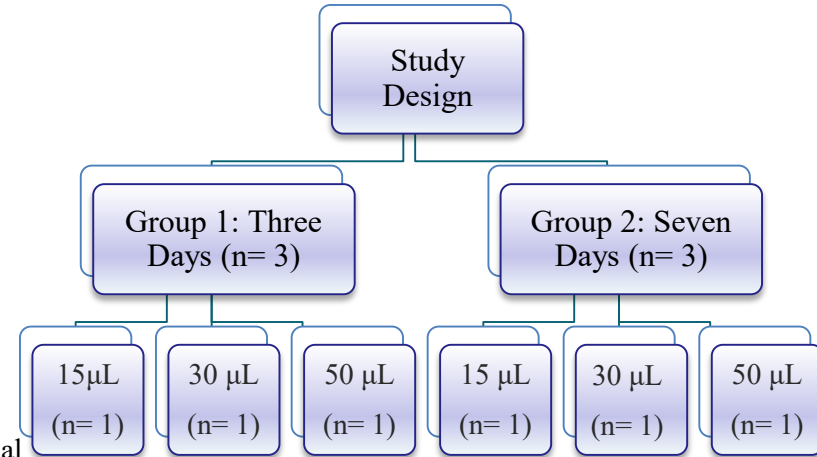 Study
Design
Group 1: Three
Days (n= 3)
Group 2: Seven
Days (n= 3)
15μL
(n= 1)
30 μL
(n= 1)
50 μL
(n= 1)
15 μL
(n= 1)
30 μL
(n= 1)
50 μL
(n= 1)
al